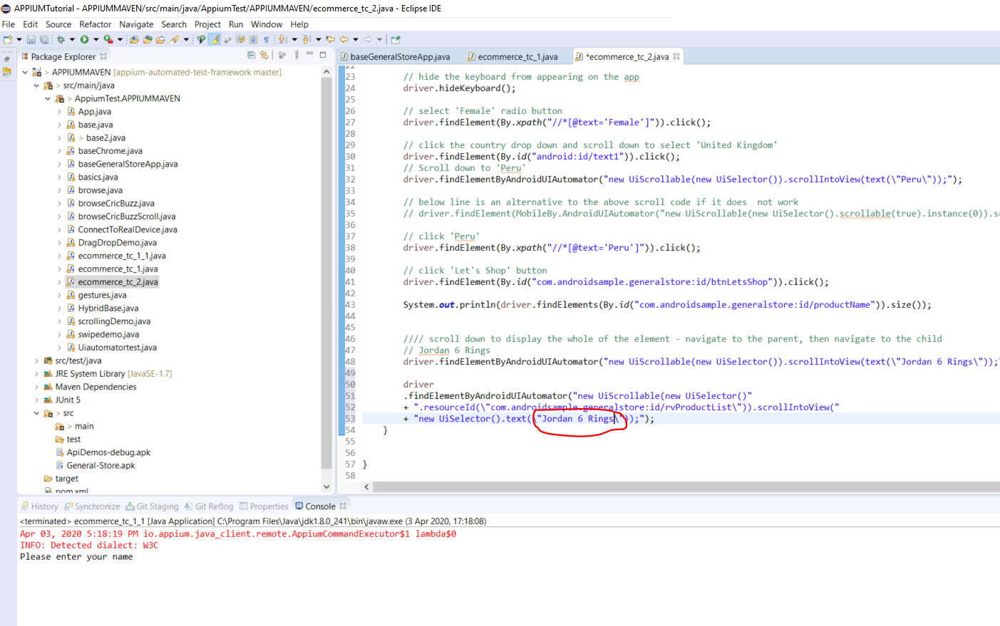 APPIUMTutorial - APPIUMMAVEN/src/main/java/AppiumTest/APPIUMMAVEN/ecommerce_tc_2.java - Eclipse IDE
File Edit Source Refactor Navigate Search Project Run Window Help
Package Explorer
baseGeneralStoreApp.java ecommerce_tc_1.java *ecommerce_tc_2.java
> APPIUMMAVEN [appium-automated-test-framework master]
> src/main/java
> AppiumTest.APPIUMMAVEN
App.java
base.java
> base2.java
baseChrome.java
baseGeneralStoreApp.java
basics.java
browse.java
browseCricBuzz.java
browseCricBuzzScroll.java
ConnectToRealDevice.java
DragDropDemo.java
ecommerce_tc_1_1.java
ecommerce_tc_1.java
ecommerce_tc_2.java
gestures.java
HybridBase.java
scrollingDemo.java
swipedemo.java
Uiautomatortest.java
src/test/java
JRE System Library [JavaSE-1.7]
Maven Dependencies
JUnit 5
> src
> main
test
ApiDemos-debug.apk
General-Store.apk
target
pom.xml
22
23 // hide the keyboard from appearing on the app
24 driver.hideKeyboard();
25
26 // select 'Female' radio button
27 driver.findElement(By.xpath("//*[@text='Female']")).click();
28
29 // click the country drop down and scroll down to select 'United Kingdom'
30 driver.findElement(By.id("android:id/text1")).click();
31 // Scroll down to 'Peru'
32 driver.findElementByAndroidUIAutomator("new UiScrollable(new UiSelector()).scrollIntoView(text(\"Peru\"));");
33
34 // below line is an alternative to the above scroll code if it does  not work
35 // driver.findElement(MobileBy.AndroidUIAutomator("new UiScrollable(new UiSelector().scrollable(true).instance(0)).s
36
37 // click 'Peru'
38 driver.findElement(By.xpath("//*[@text='Peru']")).click();
39
40 // click 'Let's Shop' button
41 driver.findElement(By.id("com.androidsample.generalstore:id/btnLetsShop")).click();
42
43 System.out.println(driver.findElements(By.id("com.androidsample.generalstore:id/productName")).size());
44
45
46 //// scroll down to display the whole of the element - navigate to the parent, then navigate to the child
47 // Jordan 6 Rings
48 driver.findElementByAndroidUIAutomator("new UiScrollable(new UiSelector()).scrollIntoView(text(\"Jordan 6 Rings\"));"
49
50 driver
51 .findElementByAndroidUIAutomator("new UiScrollable(new UiSelector()"
52 + ".resourceId(\"com.androidsample.generalstore:id/rvProductList\")).scrollIntoView("
53 + "new UiSelector().text(\"Jordan 6 Rings\"));");
54 }
55
56
57 }
58
History Synchronize Git Staging Git Reflog Properties Console
<terminated> ecommerce_tc_1_1 [Java Application] C:\Program Files\Java\jdk1.8.0_241\bin\javaw.exe (3 Apr 2020, 17:18:08)
Apr 03, 2020 5:18:19 PM io.appium.java_client.remote.AppiumCommandExecutor$1 lambda$0
INFO: Detected dialect: W3C
Please enter your name